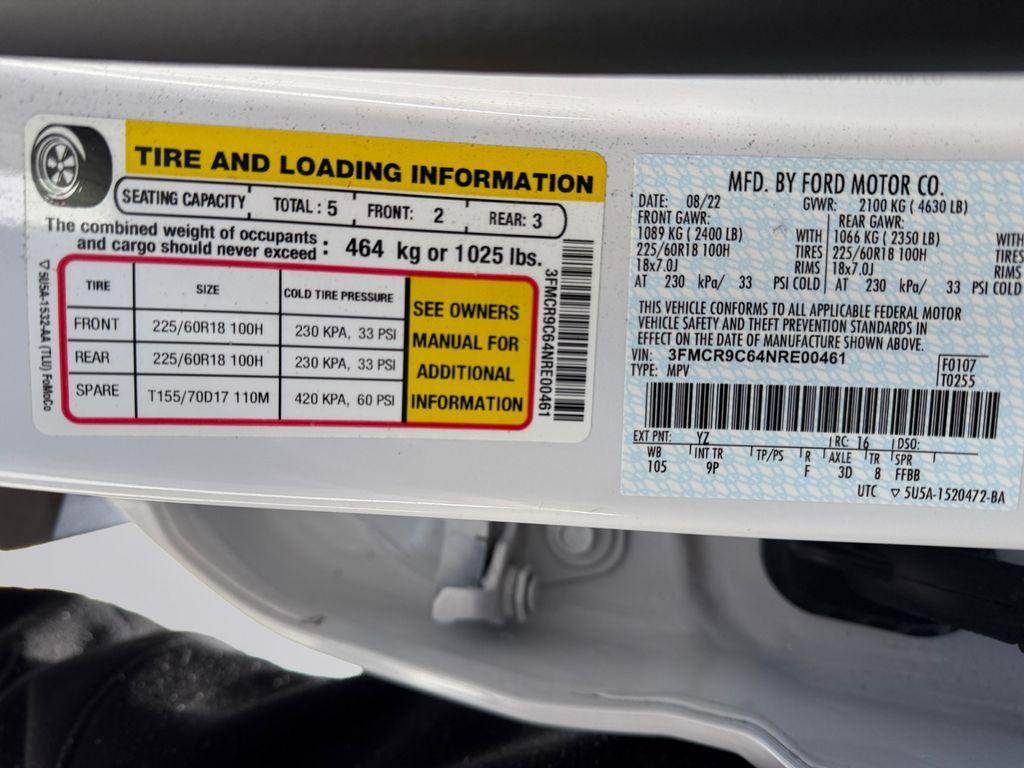 TIRE AND LOADING INFORMATION
SEATING CAPACITY TOTAL : 5 FRONT: 2 REAR: 3
The combined weight of occupants
and cargo should never exceed : 464 kg or 1025 lbs.
TIRE SIZE COLD TIRE PRESSURE
FRONT 225/60R18 100H 230 KPA, 33 PSI
REAR 225/60R18 100H 230 KPA, 33 PSI
SPARE T155/70D17 110M 420 KPA, 60 PSI
SEE OWNERS
MANUAL FOR
ADDITIONAL
INFORMATION
▽ 5U5A-1532-AA (TLU) FoMoCo
3FMCR9C64NRE00461
MFD. BY FORD MOTOR CO.
DATE: 08/22 GVWR: 2100 KG ( 4630 LB)
FRONT GAWR: REAR GAWR:
1089 KG ( 2400 LB) WITH 1066 KG ( 2350 LB) WITH
225/60R18 100H TIRES 225/60R18 100H TIRES
18x7.0J RIMS 18x7.0J RIMS
AT 230 kPa/ 33 PSI COLD AT 230 kPa/ 33 PSI COLD
THIS VEHICLE CONFORMS TO ALL APPLICABLE FEDERAL MOTOR
VEHICLE SAFETY AND THEFT PREVENTION STANDARDS IN
EFFECT ON THE DATE OF MANUFACTURE SHOWN ABOVE.
VIN: 3FMCR9C64NRE00461
TYPE: MPV
F0107
T0255
EXT PNT: YZ RC: 16 DSO:
WB INT TR TP/PS R AXLE TR SPR
105 9P F 3D 8 FFBB
UTC ▽ 5U5A-1520472-BA